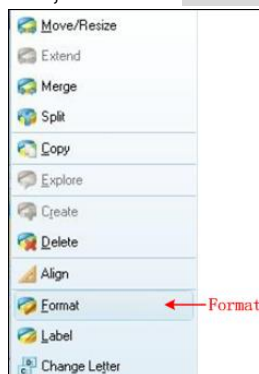 Move/Resize
Extend
Merge
Split
Copy
Explore
Create
Delete
Align
Format
Format
Label
Change Letter